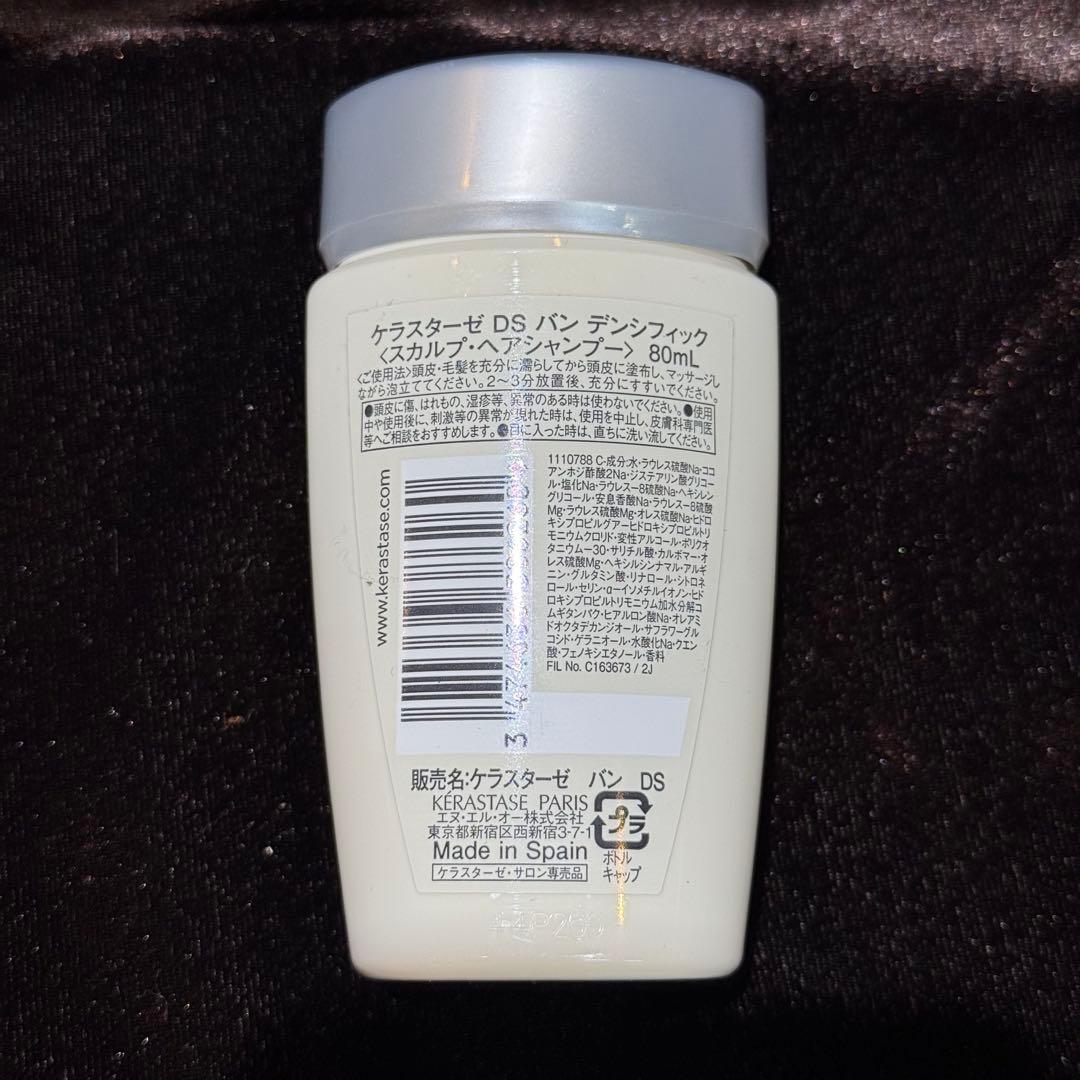 ケラスターゼ DS バン デンシフィック
〈スカルプ・ヘアシャンプー〉 80mL
〈ご使用法〉頭皮・毛髪を充分に濡らしてから頭皮に塗布し、マッサージし
ながら泡立ててください。2～3分放置後、充分にすすいでください。
●頭皮に傷、はれもの、湿疹等、異常のある時は使わないでください。●使用
中や使用後に、刺激等の異常が現れた時は、使用を中止し、皮膚科専門医
等へご相談をおすすめします。●目に入った時は、直ちに洗い流してください。
www.kerastase.com
1110788 C-成分:水・ラウレス硫酸Na・ココ
アンホジ酢酸2Na・ジステアリン酸グリコー
ル・塩化Na・ラウレスー8硫酸Na・ヘキシレン
グリコール・安息香酸Na・ラウレスー8硫酸
Mg・ラウレス硫酸Mg・オレス硫酸Na・ヒドロ
キシプロピルグアーヒドロキシプロピルトリ
モニウムクロリド・変性アルコール・ポリクオ
タニウムー30・サリチル酸・カルボマー・オ
レス硫酸Mg・ヘキシルシンナマル・アルギ
ニン・グルタミン酸・リナロール・シトロネ
ロール・セリン・αーイソメチルイオノン・ヒド
ロキシプロピルトリモニウム加水分解コ
ムギタンパク・ヒアルロン酸Na・オレアミ
ドオクタデカンジオール・サフラワーグル
コシド・ゲラニオール・水酸化Na・クエン
酸・フェノキシエタノール・香料
FIL No. C163673 / 2J
販売名:ケラスターゼ バン DS
KÉRASTASE PARIS
エヌ・エル・オー株式会社
東京都新宿区西新宿3-7-1
Made in Spain
ケラスターゼ・サロン専売品
プラ
ボトル
キャップ